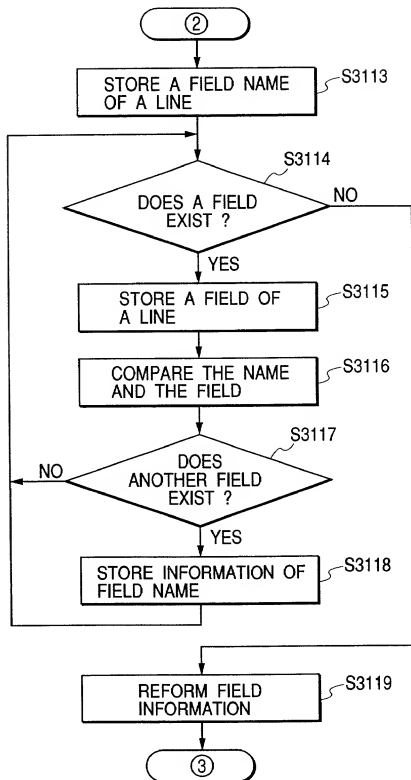 ②
STORE A FIELD NAME
OF A LINE
S3113
S3114
DOES A FIELD
EXIST ?
NO
YES
STORE A FIELD OF
A LINE
S3115
COMPARE THE NAME
AND THE FIELD
S3116
S3117
DOES
ANOTHER FIELD
EXIST ?
NO
YES
STORE INFORMATION OF
FIELD NAME
S3118
REFORM FIELD
INFORMATION
S3119
③